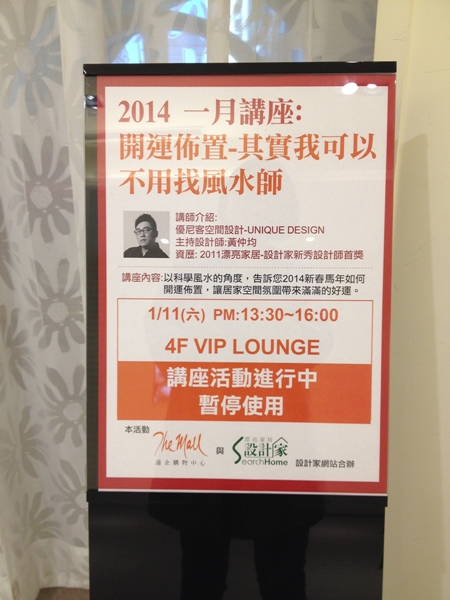 2014 一月講座:
開運佈置-其實我可以
不用找風水師
講師介紹:
優尼客空間設計-UNIQUE DESIGN
主持設計師:黃仲均
資歷: 2011漂亮家居-設計家新秀設計師首獎
講座內容:以科學風水的角度，告訴您2014新春馬年如何
開運佈置，讓居家空間氛圍帶來滿滿的好運。
1/11(六) PM:13:30~16:00
4F VIP LOUNGE
講座活動進行中
暫停使用
本活動
The Mall
遠企購物中心
與
設計家
SearchHome
設計家網站合辦